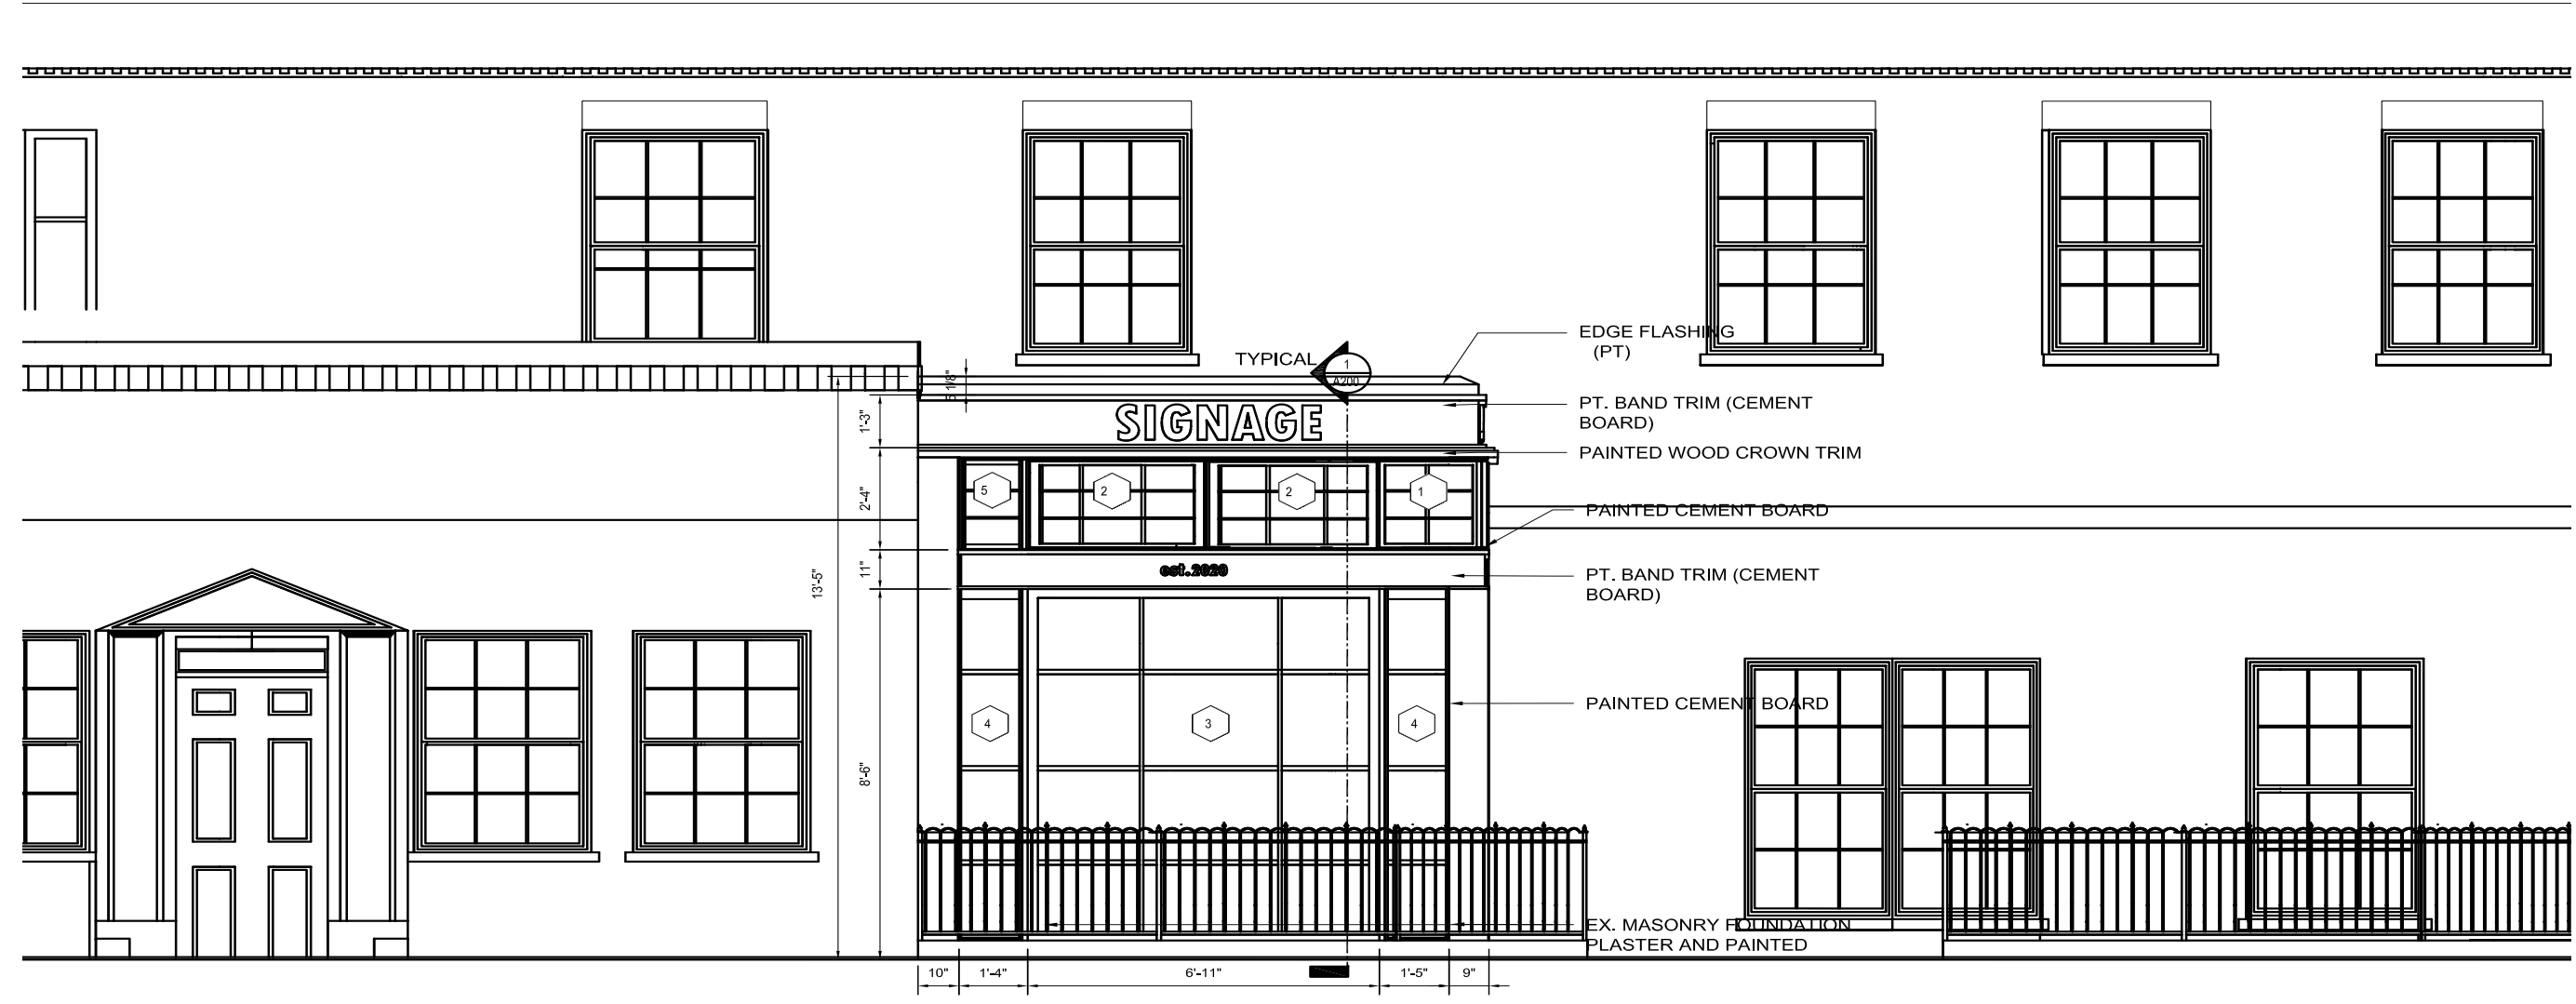 EDGE FLASHING
(PT)
TYPICAL
1
A200
5 1/8"
PT. BAND TRIM (CEMENT
BOARD)
1'-3"
SIGNAGE
PAINTED WOOD CROWN TRIM
2'-4"
5
2
2
1
PAINTED CEMENT BOARD
13'-5"
11"
est.2020
PT. BAND TRIM (CEMENT
BOARD)
PAINTED CEMENT BOARD
8'-6"
4
3
4
EX. MASONRY FOUNDATION
PLASTER AND PAINTED
10" 1'-4" 6'-11" 1'-5" 9"